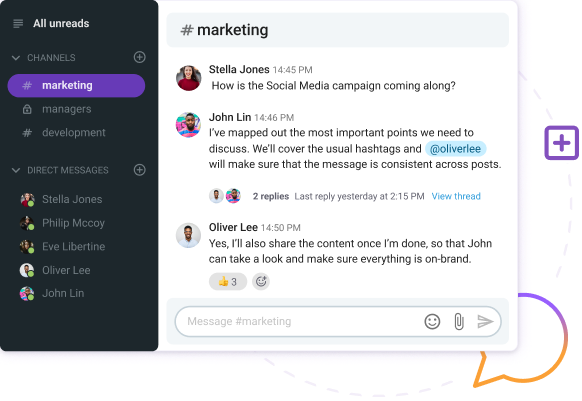 All unreads
CHANNELS
# marketing
managers
# development
DIRECT MESSAGES
Stella Jones
Philip Mccoy
Eve Libertine
Oliver Lee
John Lin
# marketing
Stella Jones 14:45 PM
How is the Social Media campaign coming along?
John Lin 14:46 PM
I’ve mapped out the most important points we need to
discuss. We’ll cover the usual hashtags and @oliverlee
will make sure that the message is consistent across posts.
2 replies Last reply yesterday at 2:15 PM View thread
Oliver Lee 14:50 PM
Yes, I’ll also share the content once I’m done, so that John
can take a look and make sure everything is on-brand.
👍 3
Message #marketing